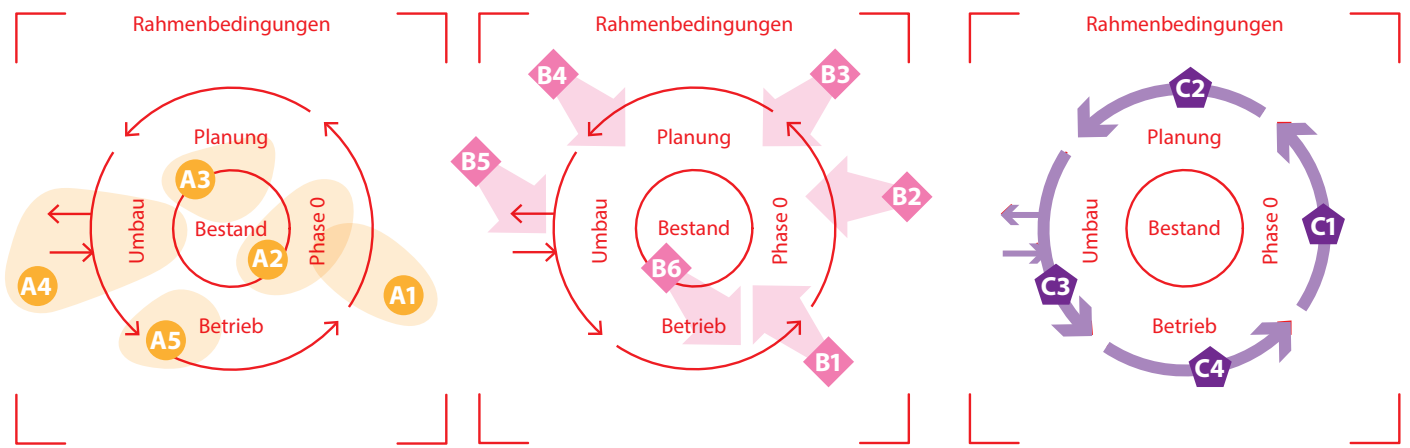 Rahmenbedingungen
Planung
A3
Umbau
Bestand
Phase 0
A2
A4
A1
A5
Betrieb
Rahmenbedingungen
B4
B3
Planung
B5
B2
Umbau
Bestand
Phase 0
B6
Betrieb
B1
Rahmenbedingungen
C2
Planung
Umbau
Bestand
Phase 0
C1
C3
Betrieb
C4